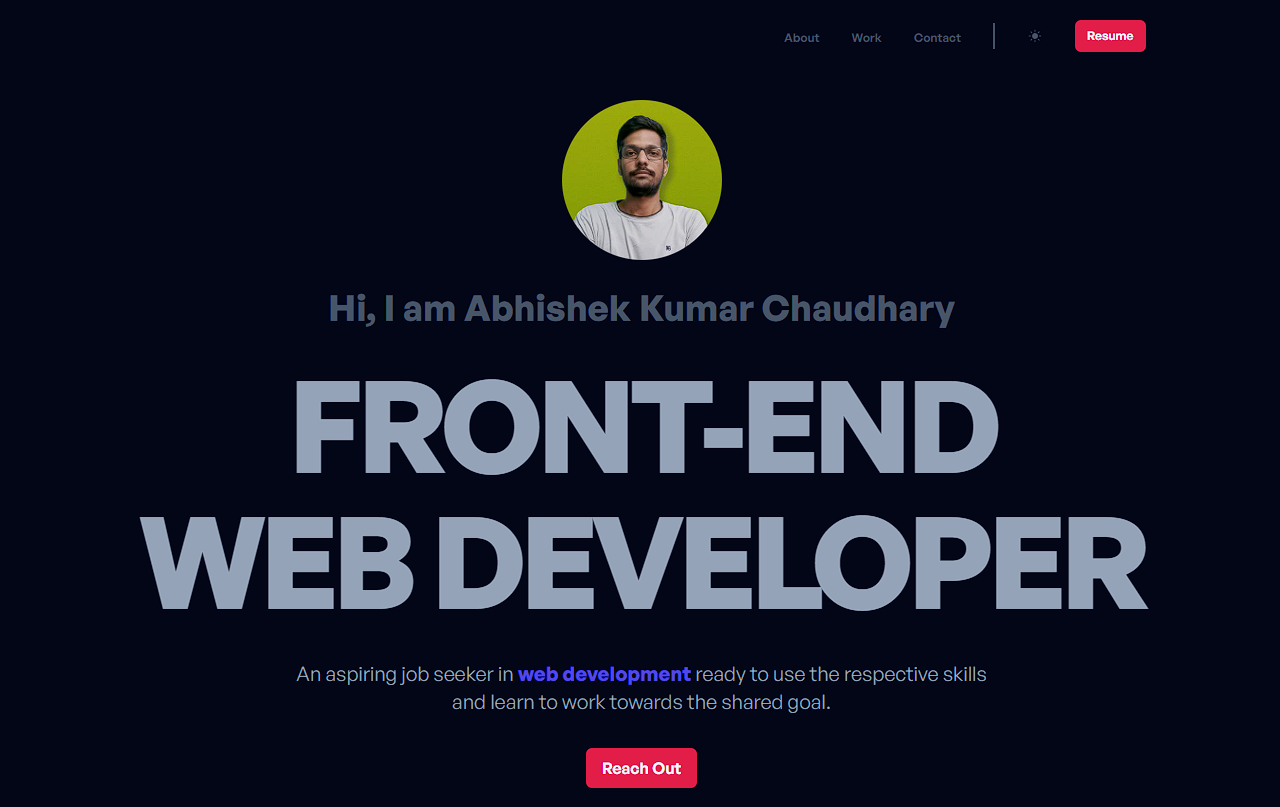 About Work Contact Resume
Hi, I am Abhishek Kumar Chaudhary
FRONT-END
WEB DEVELOPER
An aspiring job seeker in web development ready to use the respective skills
and learn to work towards the shared goal.
Reach Out